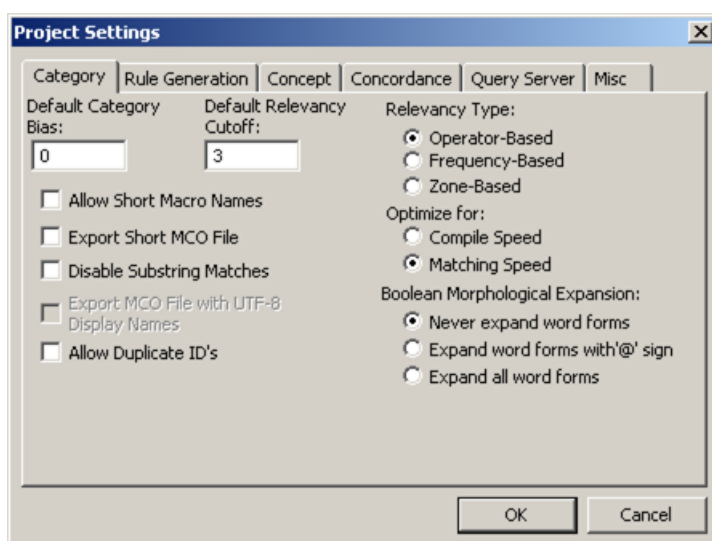 Project Settings
Category Rule Generation Concept Concordance Query Server Misc
Default Category
Bias:
0
Default Relevancy
Cutoff:
3
Allow Short Macro Names
Export Short MCO File
Disable Substring Matches
Export MCO File with UTF-8
Display Names
Allow Duplicate ID's
Relevancy Type:
Operator-Based
Frequency-Based
Zone-Based
Optimize for:
Compile Speed
Matching Speed
Boolean Morphological Expansion:
Never expand word forms
Expand word forms with'@' sign
Expand all word forms
OK Cancel